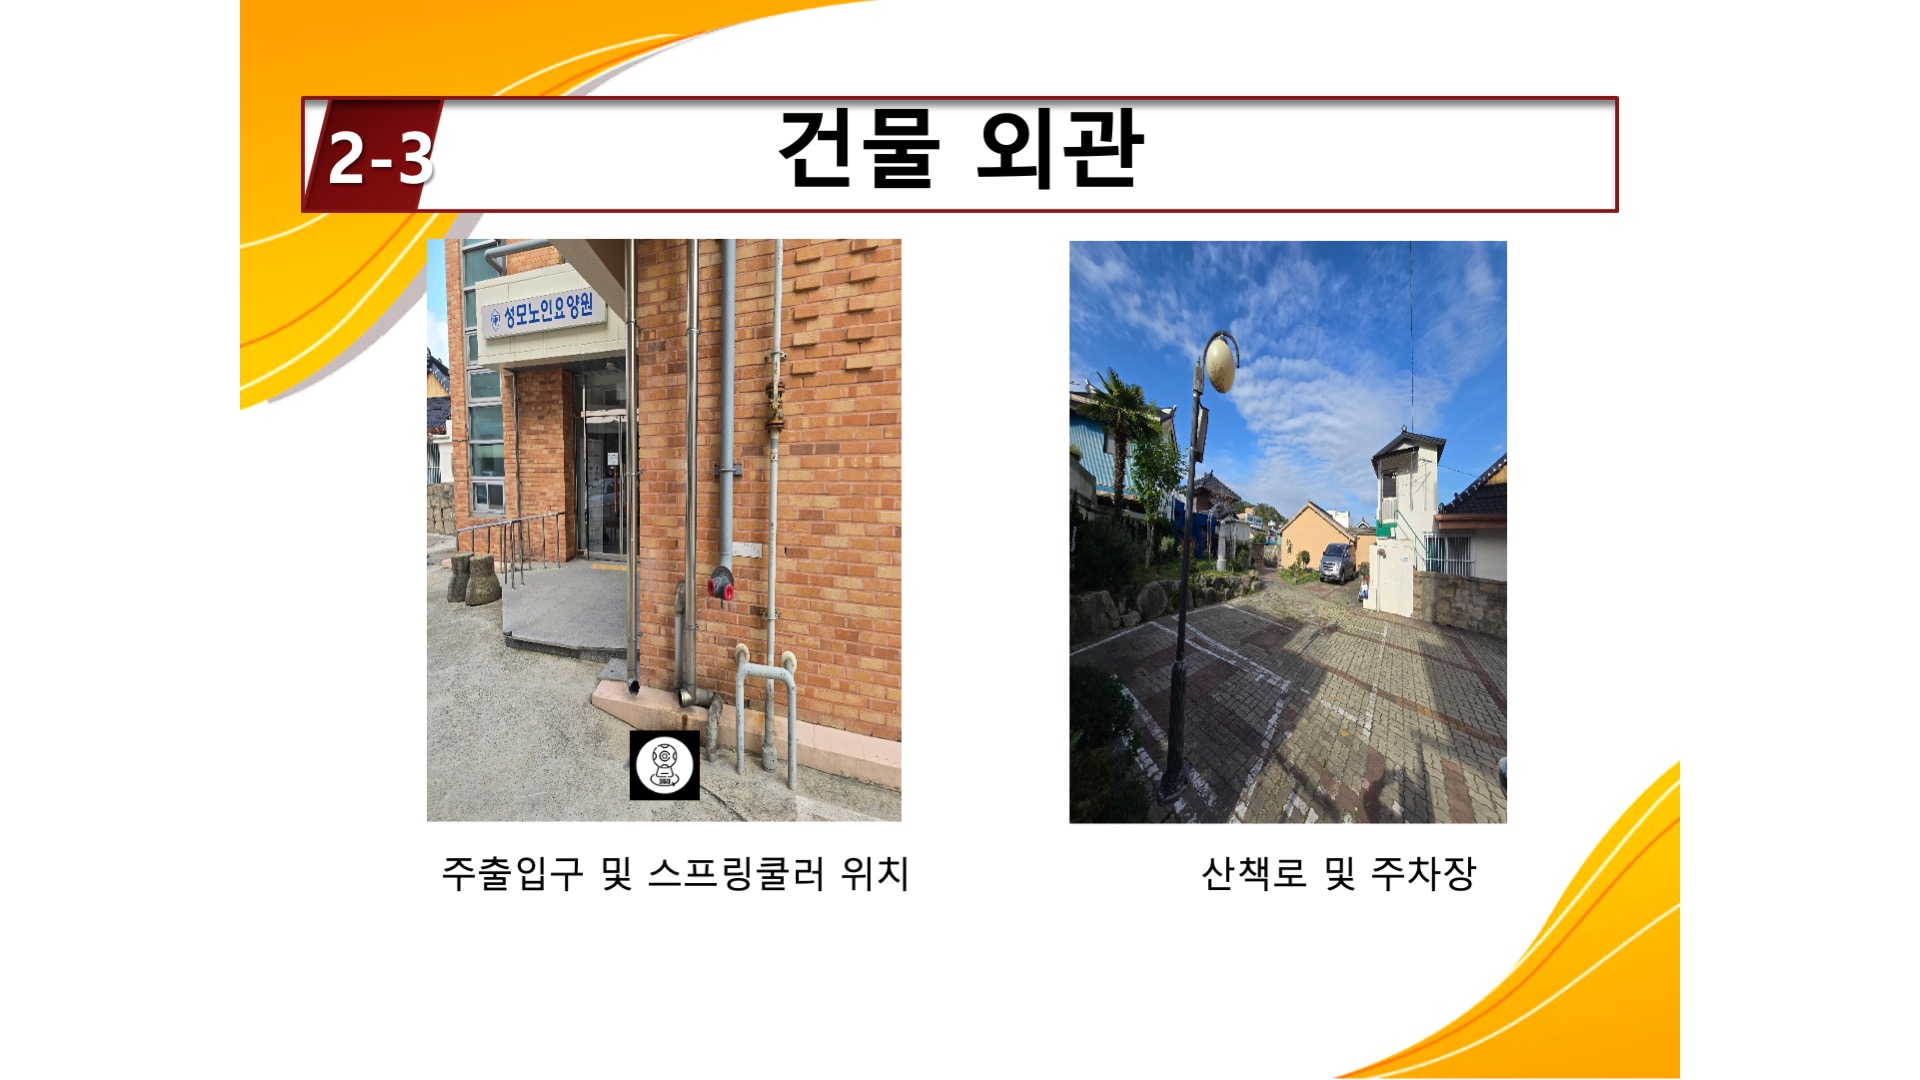 2-3
건물 외관
성모노인요양원
360
주출입구 및 스프링쿨러 위치
산책로 및 주차장